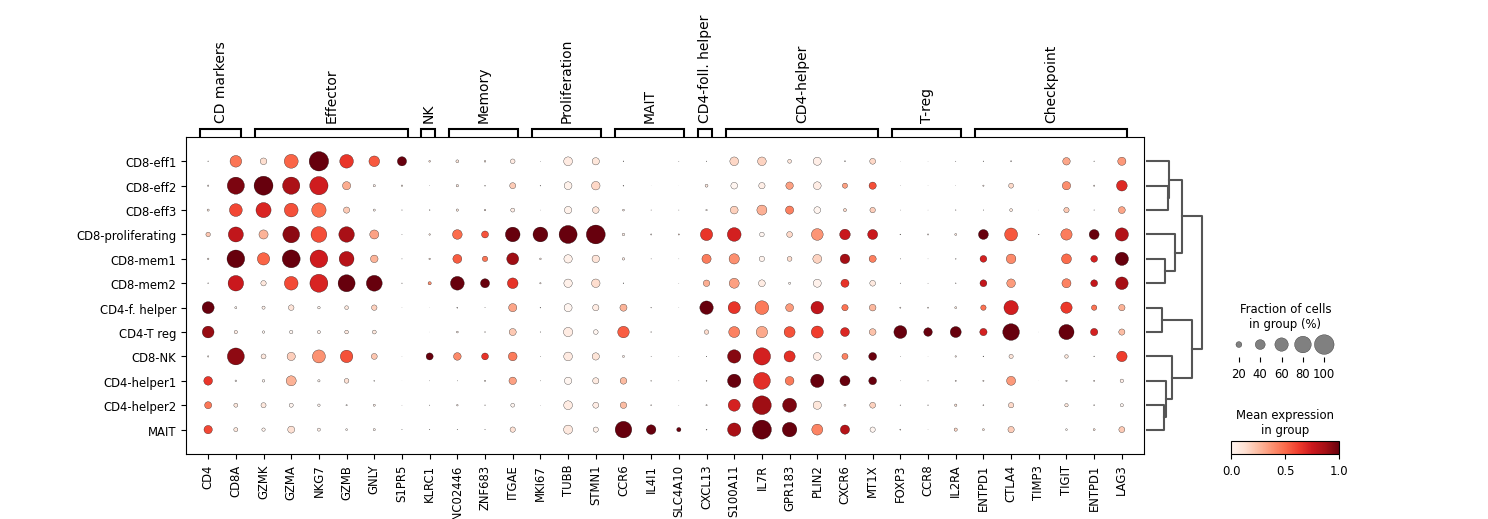 CD markers
Effector
NK
Memory
Proliferation
MAIT
CD4-foll. helper
CD4-helper
T-reg
Checkpoint
CD8-eff1
CD8-eff2
CD8-eff3
CD8-proliferating
CD8-mem1
CD8-mem2
CD4-f. helper
CD4-T reg
CD8-NK
CD4-helper1
CD4-helper2
MAIT
CD4
CD8A
GZMK
GZMA
NKG7
GZMB
GNLY
S1PR5
KLRC1
NC02446
ZNF683
ITGAE
MKI67
TUBB
STMN1
CCR6
IL4I1
SLC4A10
CXCL13
S100A11
IL7R
GPR183
PLIN2
CXCR6
MT1X
FOXP3
CCR8
IL2RA
ENTPD1
CTLA4
TIMP3
TIGIT
ENTPD1
LAG3
Fraction of cells
in group (%)
20 40 60 80 100
Mean expression
in group
0.0 0.5 1.0